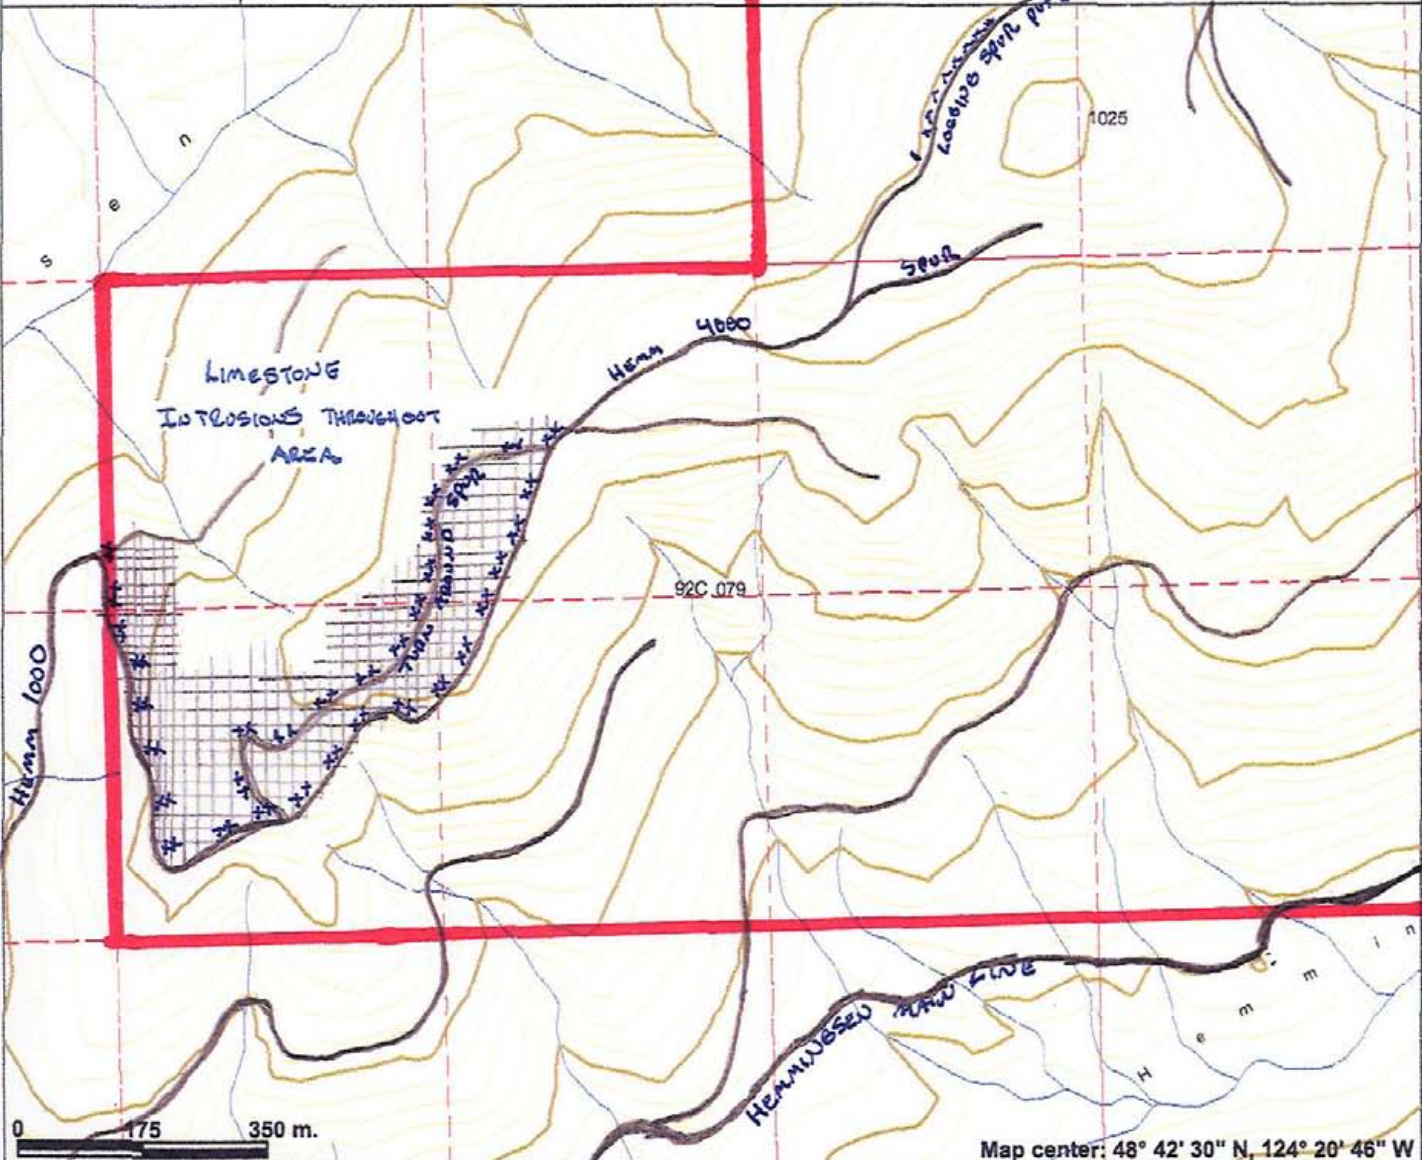 LOGGING SPUR
1025
n
e
s
SPUR
4000
HEMM
LIMESTONE
INTRUSIONS THROUGHOUT
AREA
TURN AROUND SPUR
92C.079
HEMM 1000
HEMMINGSEN MAIN LINE
H e m m i n
0 175 350 m.
Map center: 48° 42' 30" N, 124° 20' 46" W